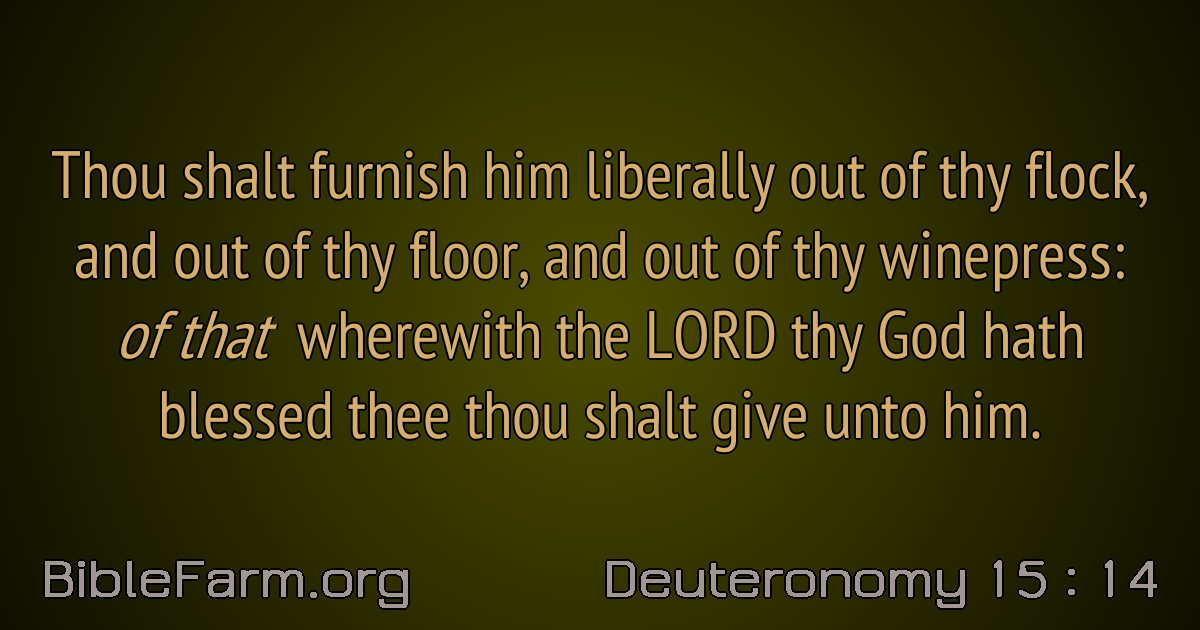 Thou shalt furnish him liberally out of thy flock,
and out of thy floor, and out of thy winepress:
of that wherewith the LORD thy God hath
blessed thee thou shalt give unto him.
BibleFarm.org
Deuteronomy 15 : 14